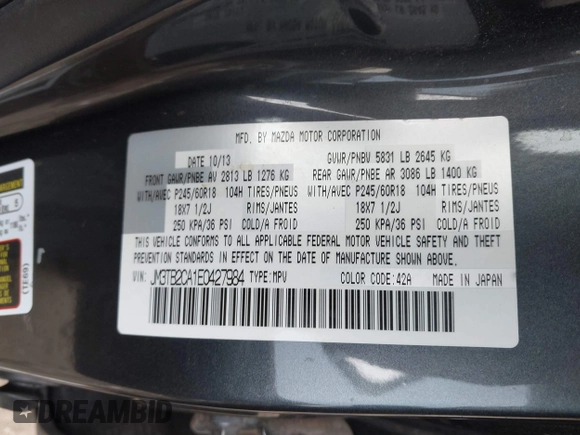 MFD. BY MAZDA MOTOR CORPORATION
DATE 10/13 GVWR/PNBV 5831 LB 2645 KG
FRONT GAWR/PNBE AV 2813 LB 1276 KG REAR GAWR/PNBE AR 3086 LB 1400 KG
WITH/AVEC P245/60R18 104H TIRES/PNEUS WITH/AVEC P245/60R18 104H TIRES/PNEUS
18X7 1/2J RIMS/JANTES 18X7 1/2J RIMS/JANTES
250 KPA/36 PSI COLD/A FROID 250 KPA/36 PSI COLD/A FROID
THIS VEHICLE CONFORMS TO ALL APPLICABLE FEDERAL MOTOR VEHICLE SAFETY AND THEFT
PREVENTION STANDARDS IN EFFECT ON THE DATE OF MANUFACTURE SHOWN ABOVE.
VIN: JM3TB2CA1E0427984 TYPE:MPV COLOR CODE:42A MADE IN JAPAN
(TE69)
DREAMBID